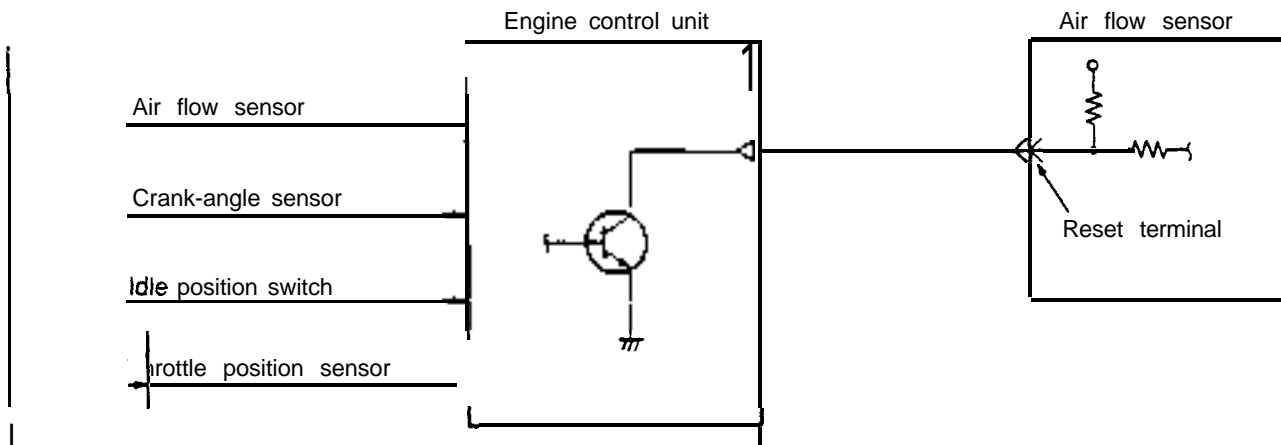 Engine control unit
Air flow sensor
Air flow sensor
Crank-angle sensor
Reset terminal
Idle position switch
hrottle position sensor